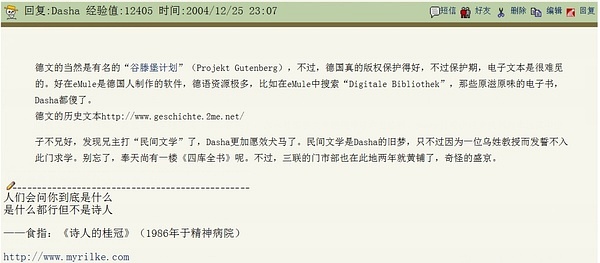 回复:Dasha 经验值:12405 时间:2004/12/25 23:07 短信 好友 删除 编辑 回复
德文的当然是有名的“谷滕堡计划”(Projekt Gutenberg),不过,德国真的版权保护得好,不过保护期,电子文本是很难见
的。好在eMule是德国人制作的软件,德语资源极多,比如在eMule中搜索“Digitale Bibliothek”,那些原滋原味的电子书,
Dasha都傻了。
德文的历史文本http://www.geschichte.2me.net/
子不兄好,发现兄主打“民间文学”了,Dasha更加愿效犬马了。民间文学是Dasha的旧梦,只不过因为一位乌姓教授而发誓不入
此门求学。别忘了,奉天尚有一楼《四库全书》呢。不过,三联的门市部也在此地两年就黄铺了,奇怪的盛京。
人们会问你到底是什么
是什么都行但不是诗人
——食指:《诗人的桂冠》(1986年于精神病院)
http://www.myrilke.com